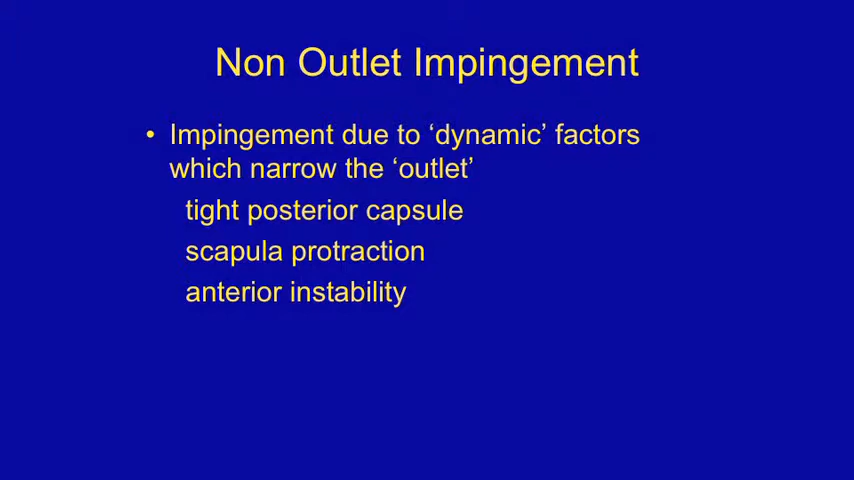 Non Outlet Impingement
• Impingement due to ‘dynamic’ factors
which narrow the ‘outlet’
tight posterior capsule
scapula protraction
anterior instability